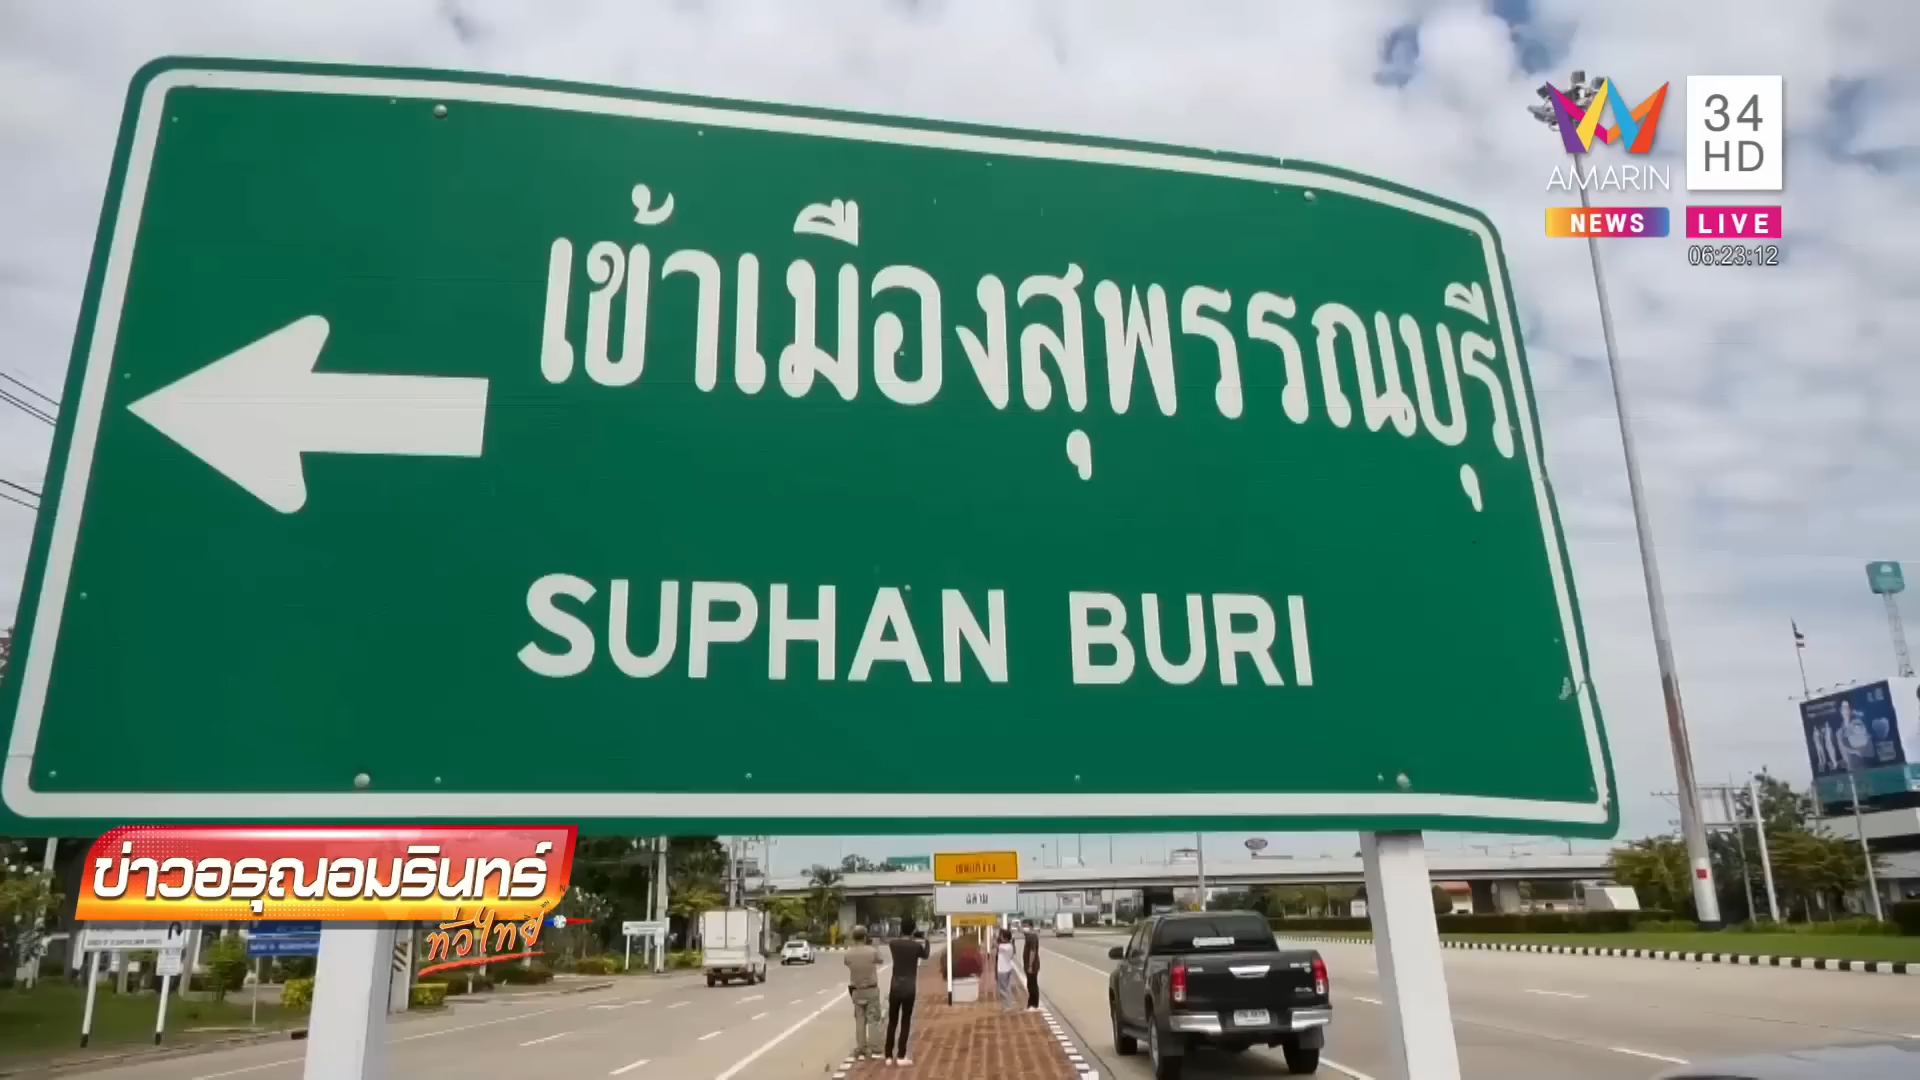 เข้าเมืองสุพรรณบุรี
SUPHAN BURI
AMARIN
34
HD
NEWS
LIVE
06:23:12
ข่าวอรุณอมรินทร์
ทั่วไทย